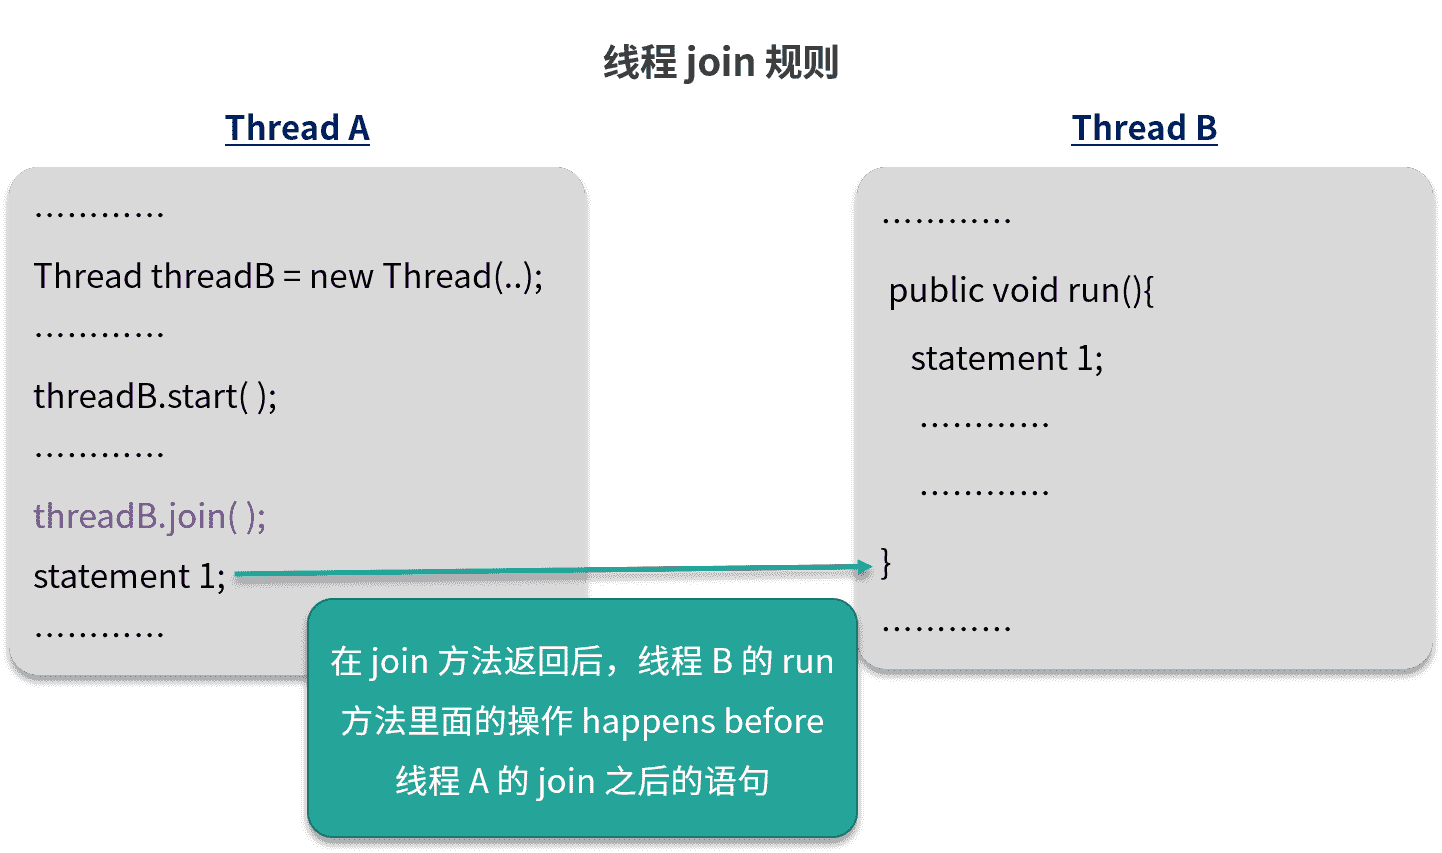 线程 join 规则
Thread A
…………
Thread threadB = new Thread(..);
…………
threadB.start( );
…………
threadB.join( );
statement 1;
…………
Thread B
…………
public void run(){
statement 1;
…………
…………
}
…………
在 join 方法返回后，线程 B 的 run
方法里面的操作 happens before
线程 A 的 join 之后的语句